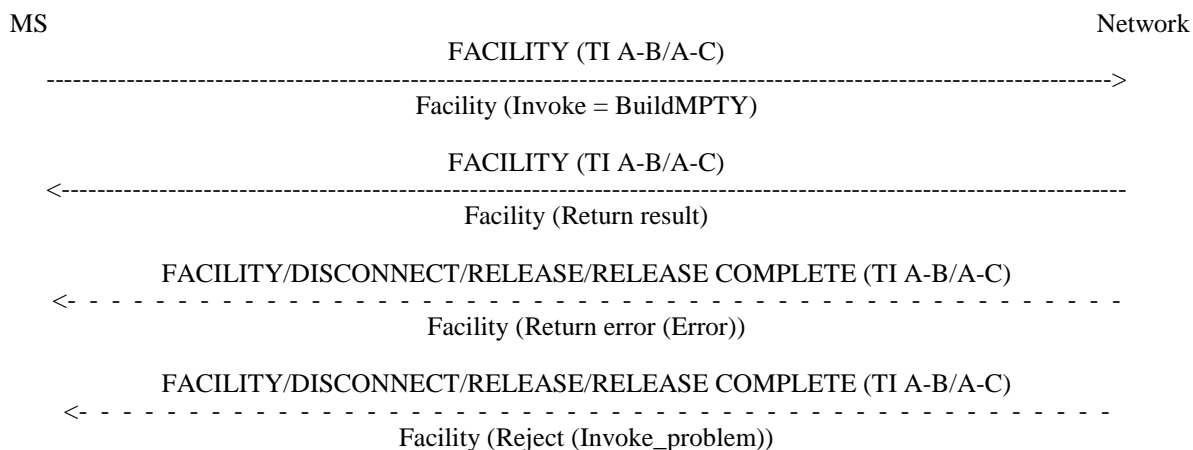 MS Network
FACILITY (TI A-B/A-C)
------------------------------------------------------------------------------------------------------------------------>
Facility (Invoke = BuildMPTY)
FACILITY (TI A-B/A-C)
<------------------------------------------------------------------------------------------------------------------------
Facility (Return result)
FACILITY/DISCONNECT/RELEASE/RELEASE COMPLETE (TI A-B/A-C)
<- - - - - - - - - - - - - - - - - - - - - - - - - - - - - - - - - - - - - - - - - - - - - - - - - - - - -
Facility (Return error (Error))
FACILITY/DISCONNECT/RELEASE/RELEASE COMPLETE (TI A-B/A-C)
<- - - - - - - - - - - - - - - - - - - - - - - - - - - - - - - - - - - - - - - - - - - - - - - - - - - -
Facility (Reject (Invoke_problem))